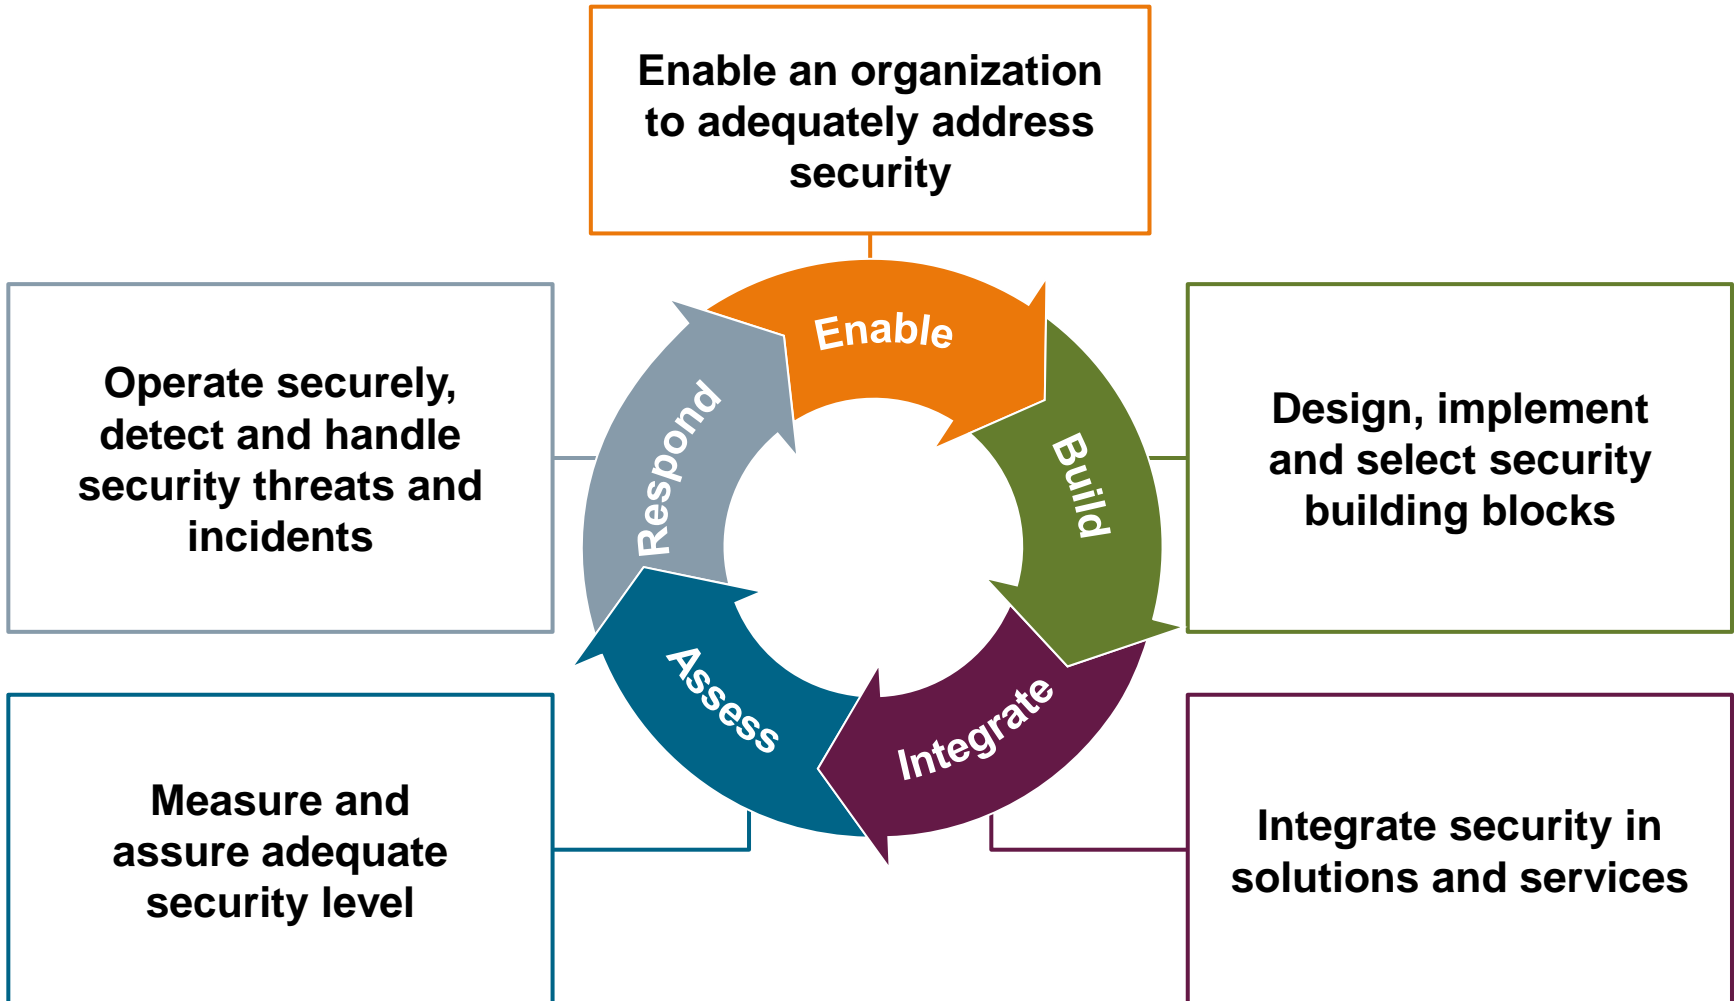 Enable an organization
to adequately address
security
Enable
Operate securely,
detect and handle
security threats and
incidents
Respond
Build
Design, implement
and select security
building blocks
Assess
Integrate
Measure and
assure adequate
security level
Integrate security in
solutions and services